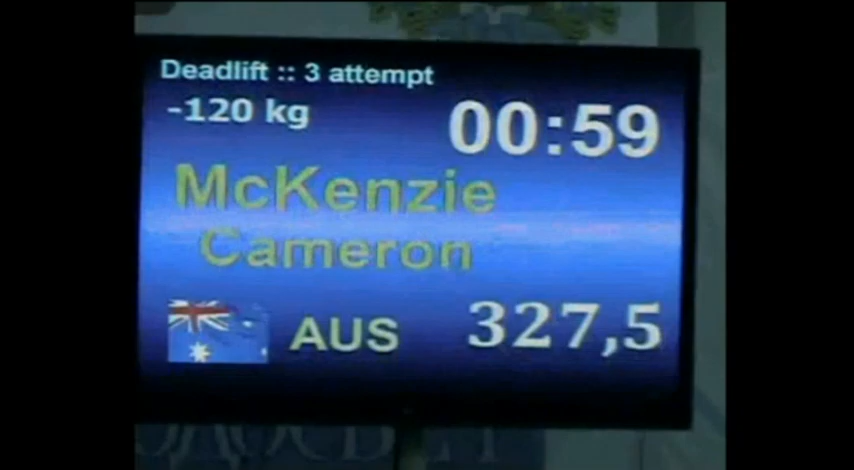 Deadlift :: 3 attempt
-120 kg
00:59
McKenzie
Cameron
AUS
327,5